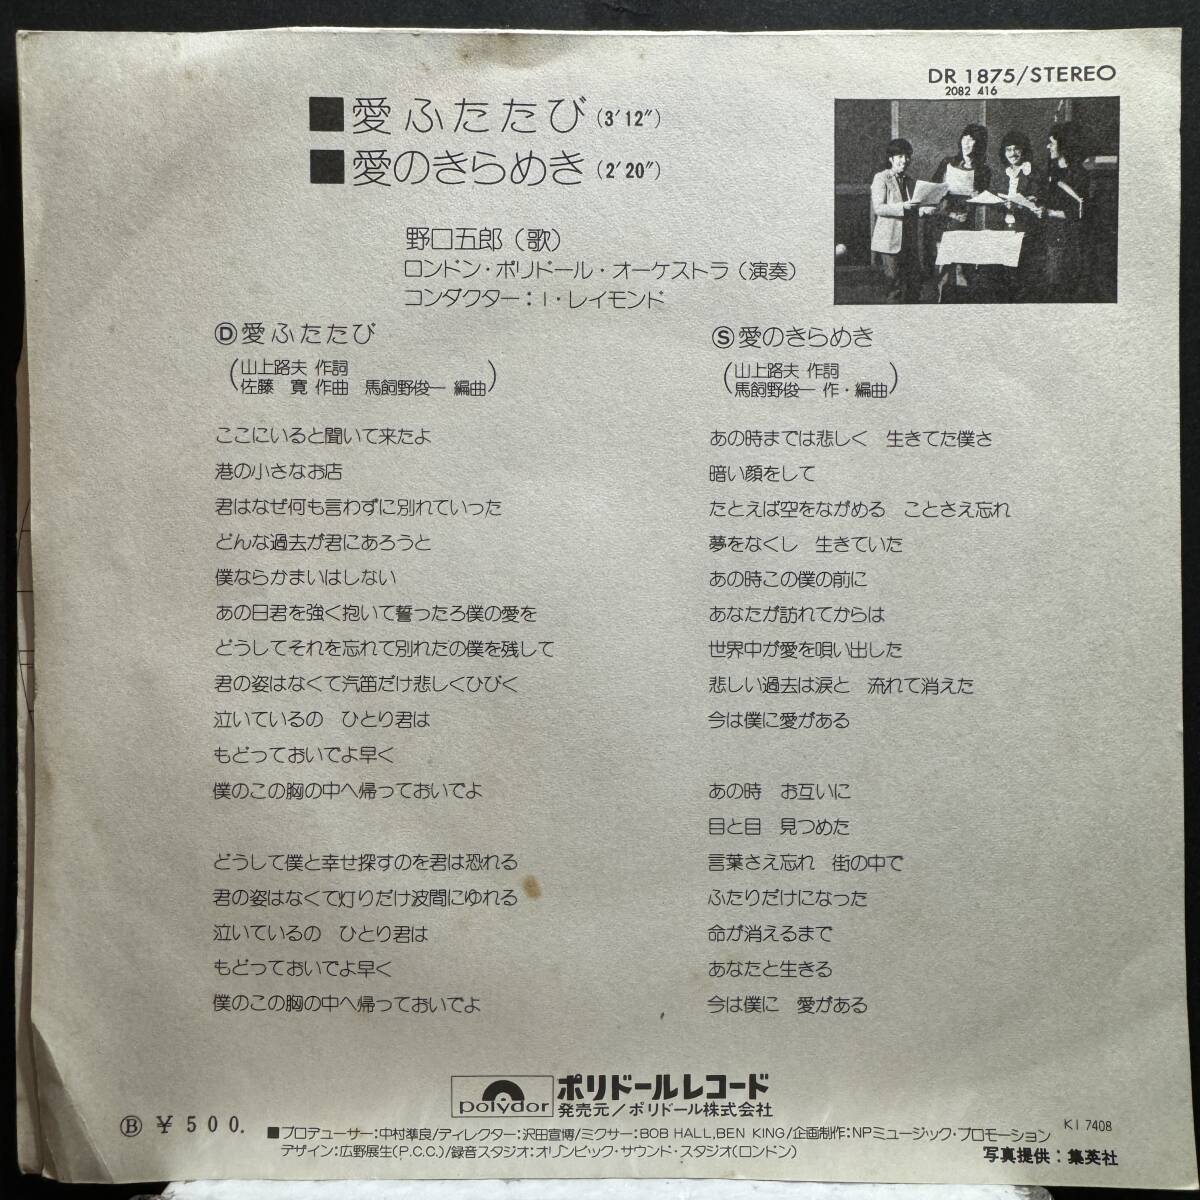 DR 1875/STEREO
2082 416
■愛ふたたび(3′12″)
■愛のきらめき(2′20″)
野口五郎(歌)
ロンドン・ポリドール・オーケストラ(演奏)
コンダクター:I・レイモンド
Ⓓ愛ふたたび
(山上路夫 作詞
佐藤 寛 作曲 馬飼野俊一 編曲)
ここにいると聞いて来たよ
港の小さなお店
君はなぜ何も言わずに別れていった
どんな過去が君にあろうと
僕ならかまいはしない
あの日君を強く抱いて誓ったろ僕の愛を
どうしてそれを忘れて別れたの僕を残して
君の姿はなくて汽笛だけ悲しくひびく
泣いているの ひとり君は
もどっておいでよ早く
僕のこの胸の中へ帰っておいでよ
どうして僕と幸せ探すのを君は恐れる
君の姿はなくて灯りだけ波間にゆれる
泣いているの ひとり君は
もどっておいでよ早く
僕のこの胸の中へ帰っておいでよ
Ⓢ愛のきらめき
(山上路夫 作詞
馬飼野俊一 作・編曲)
あの時までは悲しく 生きてた僕さ
暗い顔をして
たとえば空をながめる ことさえ忘れ
夢をなくし 生きていた
あの時この僕の前に
あなたが訪れてからは
世界中が愛を唄い出した
悲しい過去は涙と 流れて消えた
今は僕に愛がある
あの時 お互いに
目と目 見つめた
言葉さえ忘れ 街の中で
ふたりだけになった
命が消えるまで
あなたと生きる
今は僕に 愛がある
polydor
ポリドールレコード
発売元/ポリドール株式会社
Ⓑ ¥500.
■プロデューサー:中村準良/ディレクター:沢田宣博/ミクサー:BOB HALL,BEN KING/企画制作:NPミュージック・プロモーション
KI 7408
デザイン:広野展生(P.C.C.)/録音スタジオ:オリンピック・サウンド・スタジオ(ロンドン)
写真提供:集英社